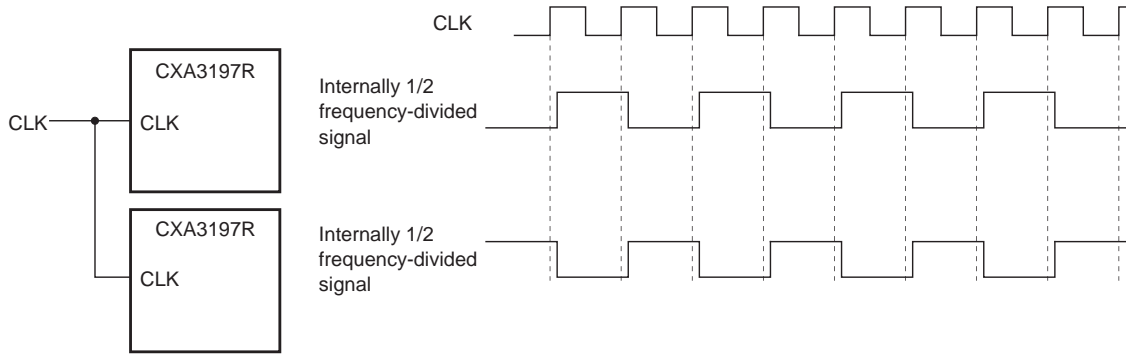 CLK
CXA3197R
CLK
CLK
Internally 1/2
frequency-divided
signal
CXA3197R
CLK
Internally 1/2
frequency-divided
signal